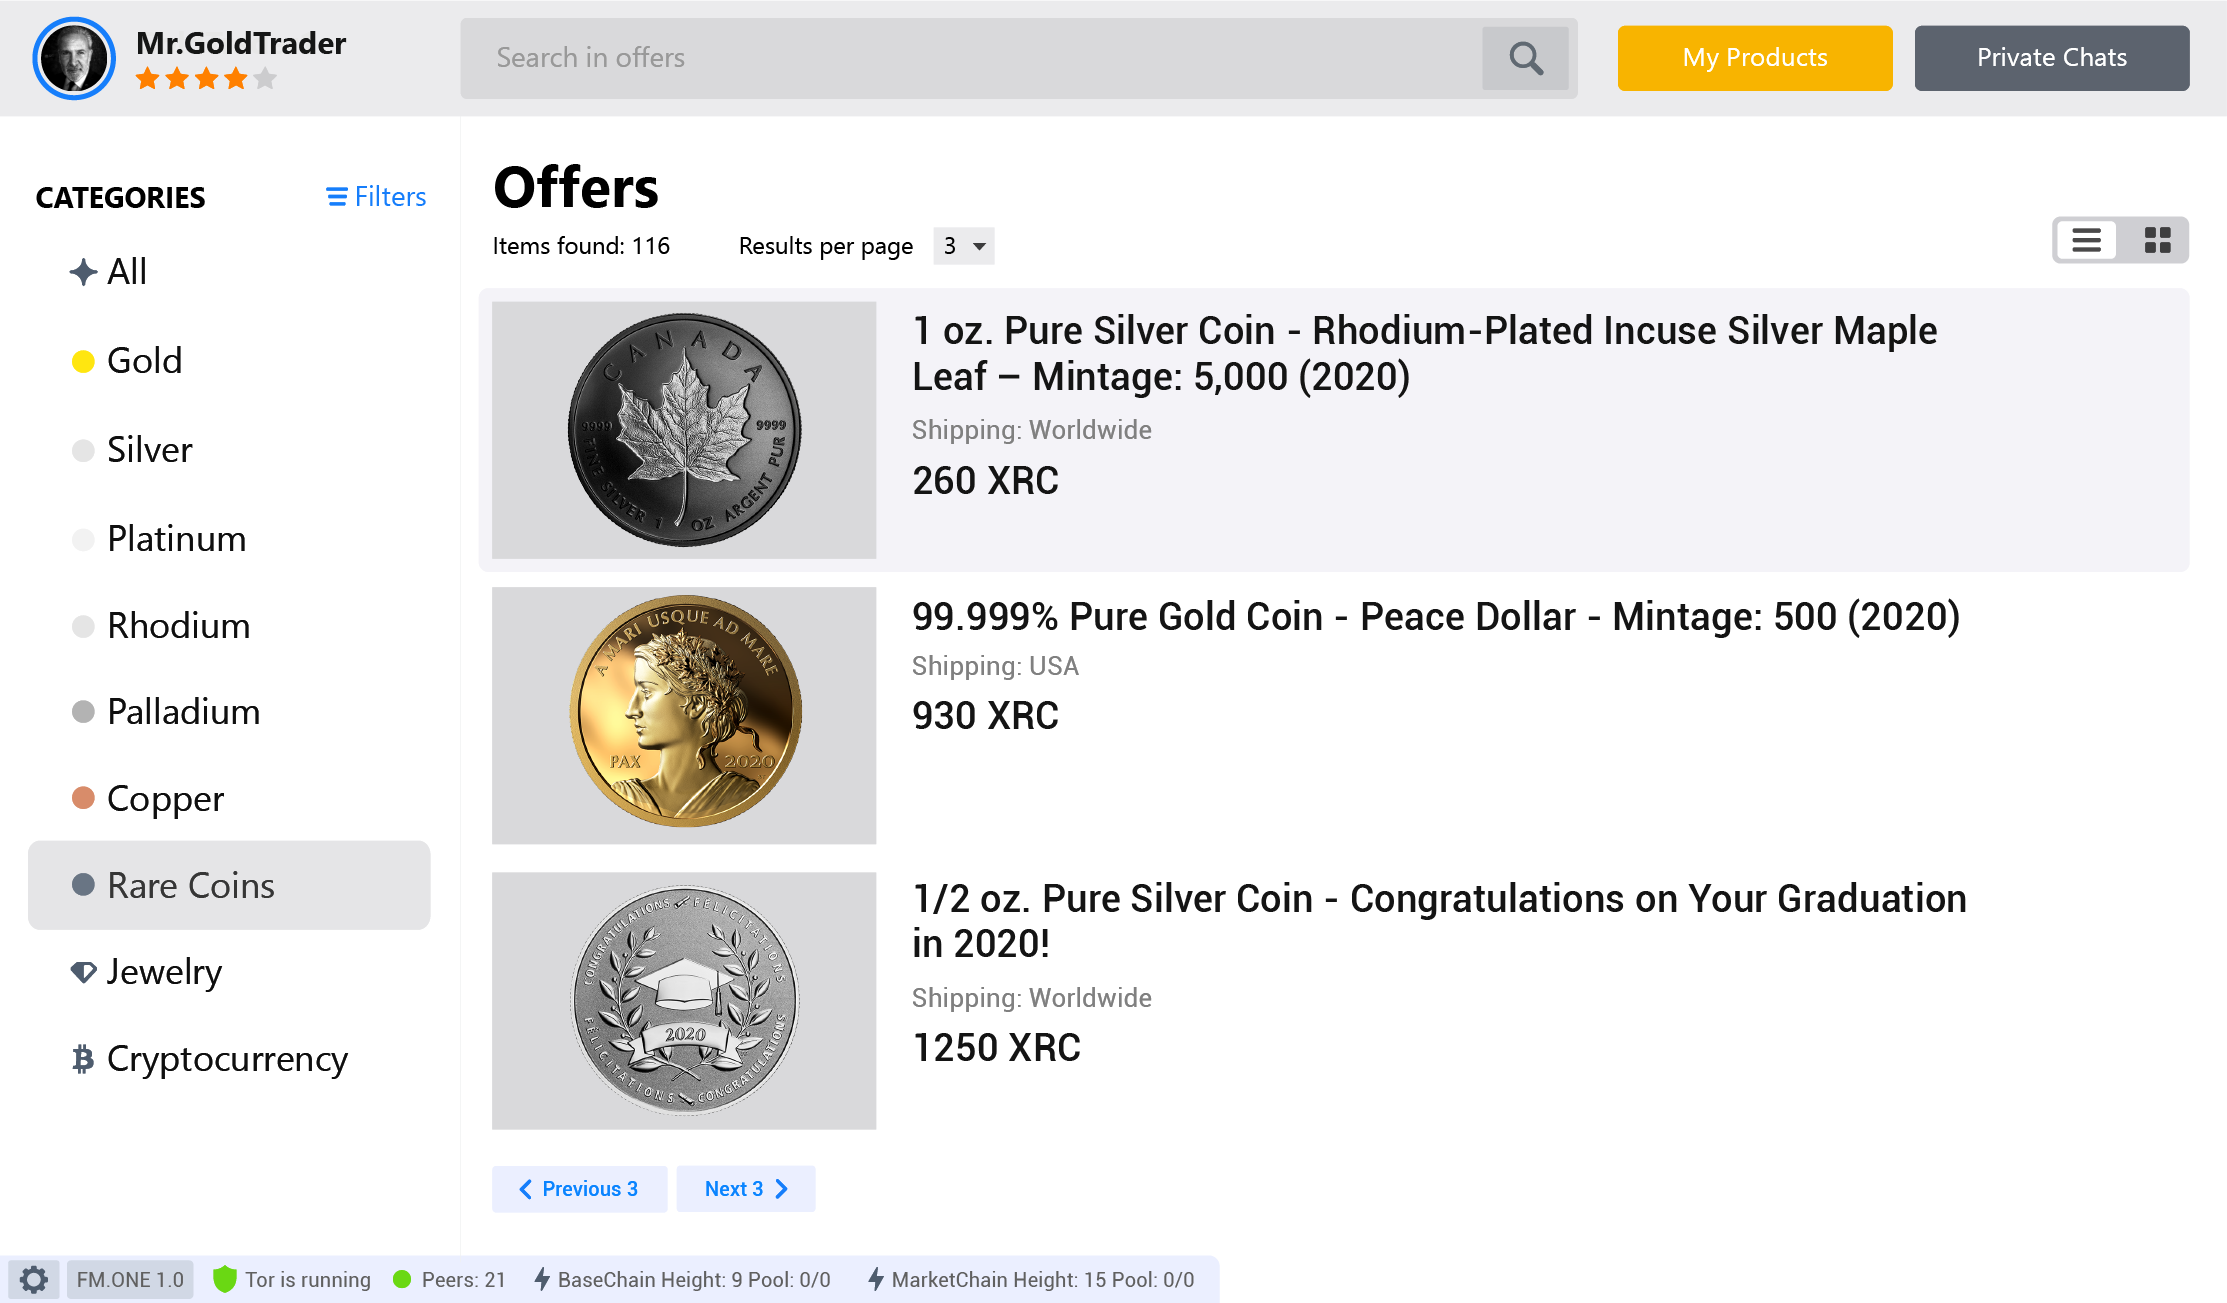 Mr.GoldTrader
Search in offers
My Products
Private Chats
CATEGORIES
Filters
All
Gold
Silver
Platinum
Rhodium
Palladium
Copper
Rare Coins
Jewelry
Cryptocurrency
Offers
Items found: 116
Results per page
3
CANADA
9999
9999
FINE SILVER 1 OZ ARGENT PUR
1 oz. Pure Silver Coin - Rhodium-Plated Incuse Silver Maple
Leaf – Mintage: 5,000 (2020)
Shipping: Worldwide
260 XRC
A MARI USQUE AD MARE
PAX
2020
99.999% Pure Gold Coin - Peace Dollar - Mintage: 500 (2020)
Shipping: USA
930 XRC
CONGRATULATIONS
FÉLICITATIONS
2020
FÉLICITATIONS
CONGRATULATIONS
1/2 oz. Pure Silver Coin - Congratulations on Your Graduation
in 2020!
Shipping: Worldwide
1250 XRC
Previous 3
Next 3
FM.ONE 1.0
Tor is running
Peers: 21
BaseChain Height: 9 Pool: 0/0
MarketChain Height: 15 Pool: 0/0